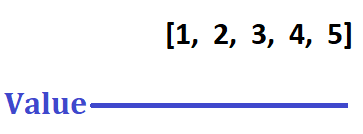 [1, 2, 3, 4, 5]
Value